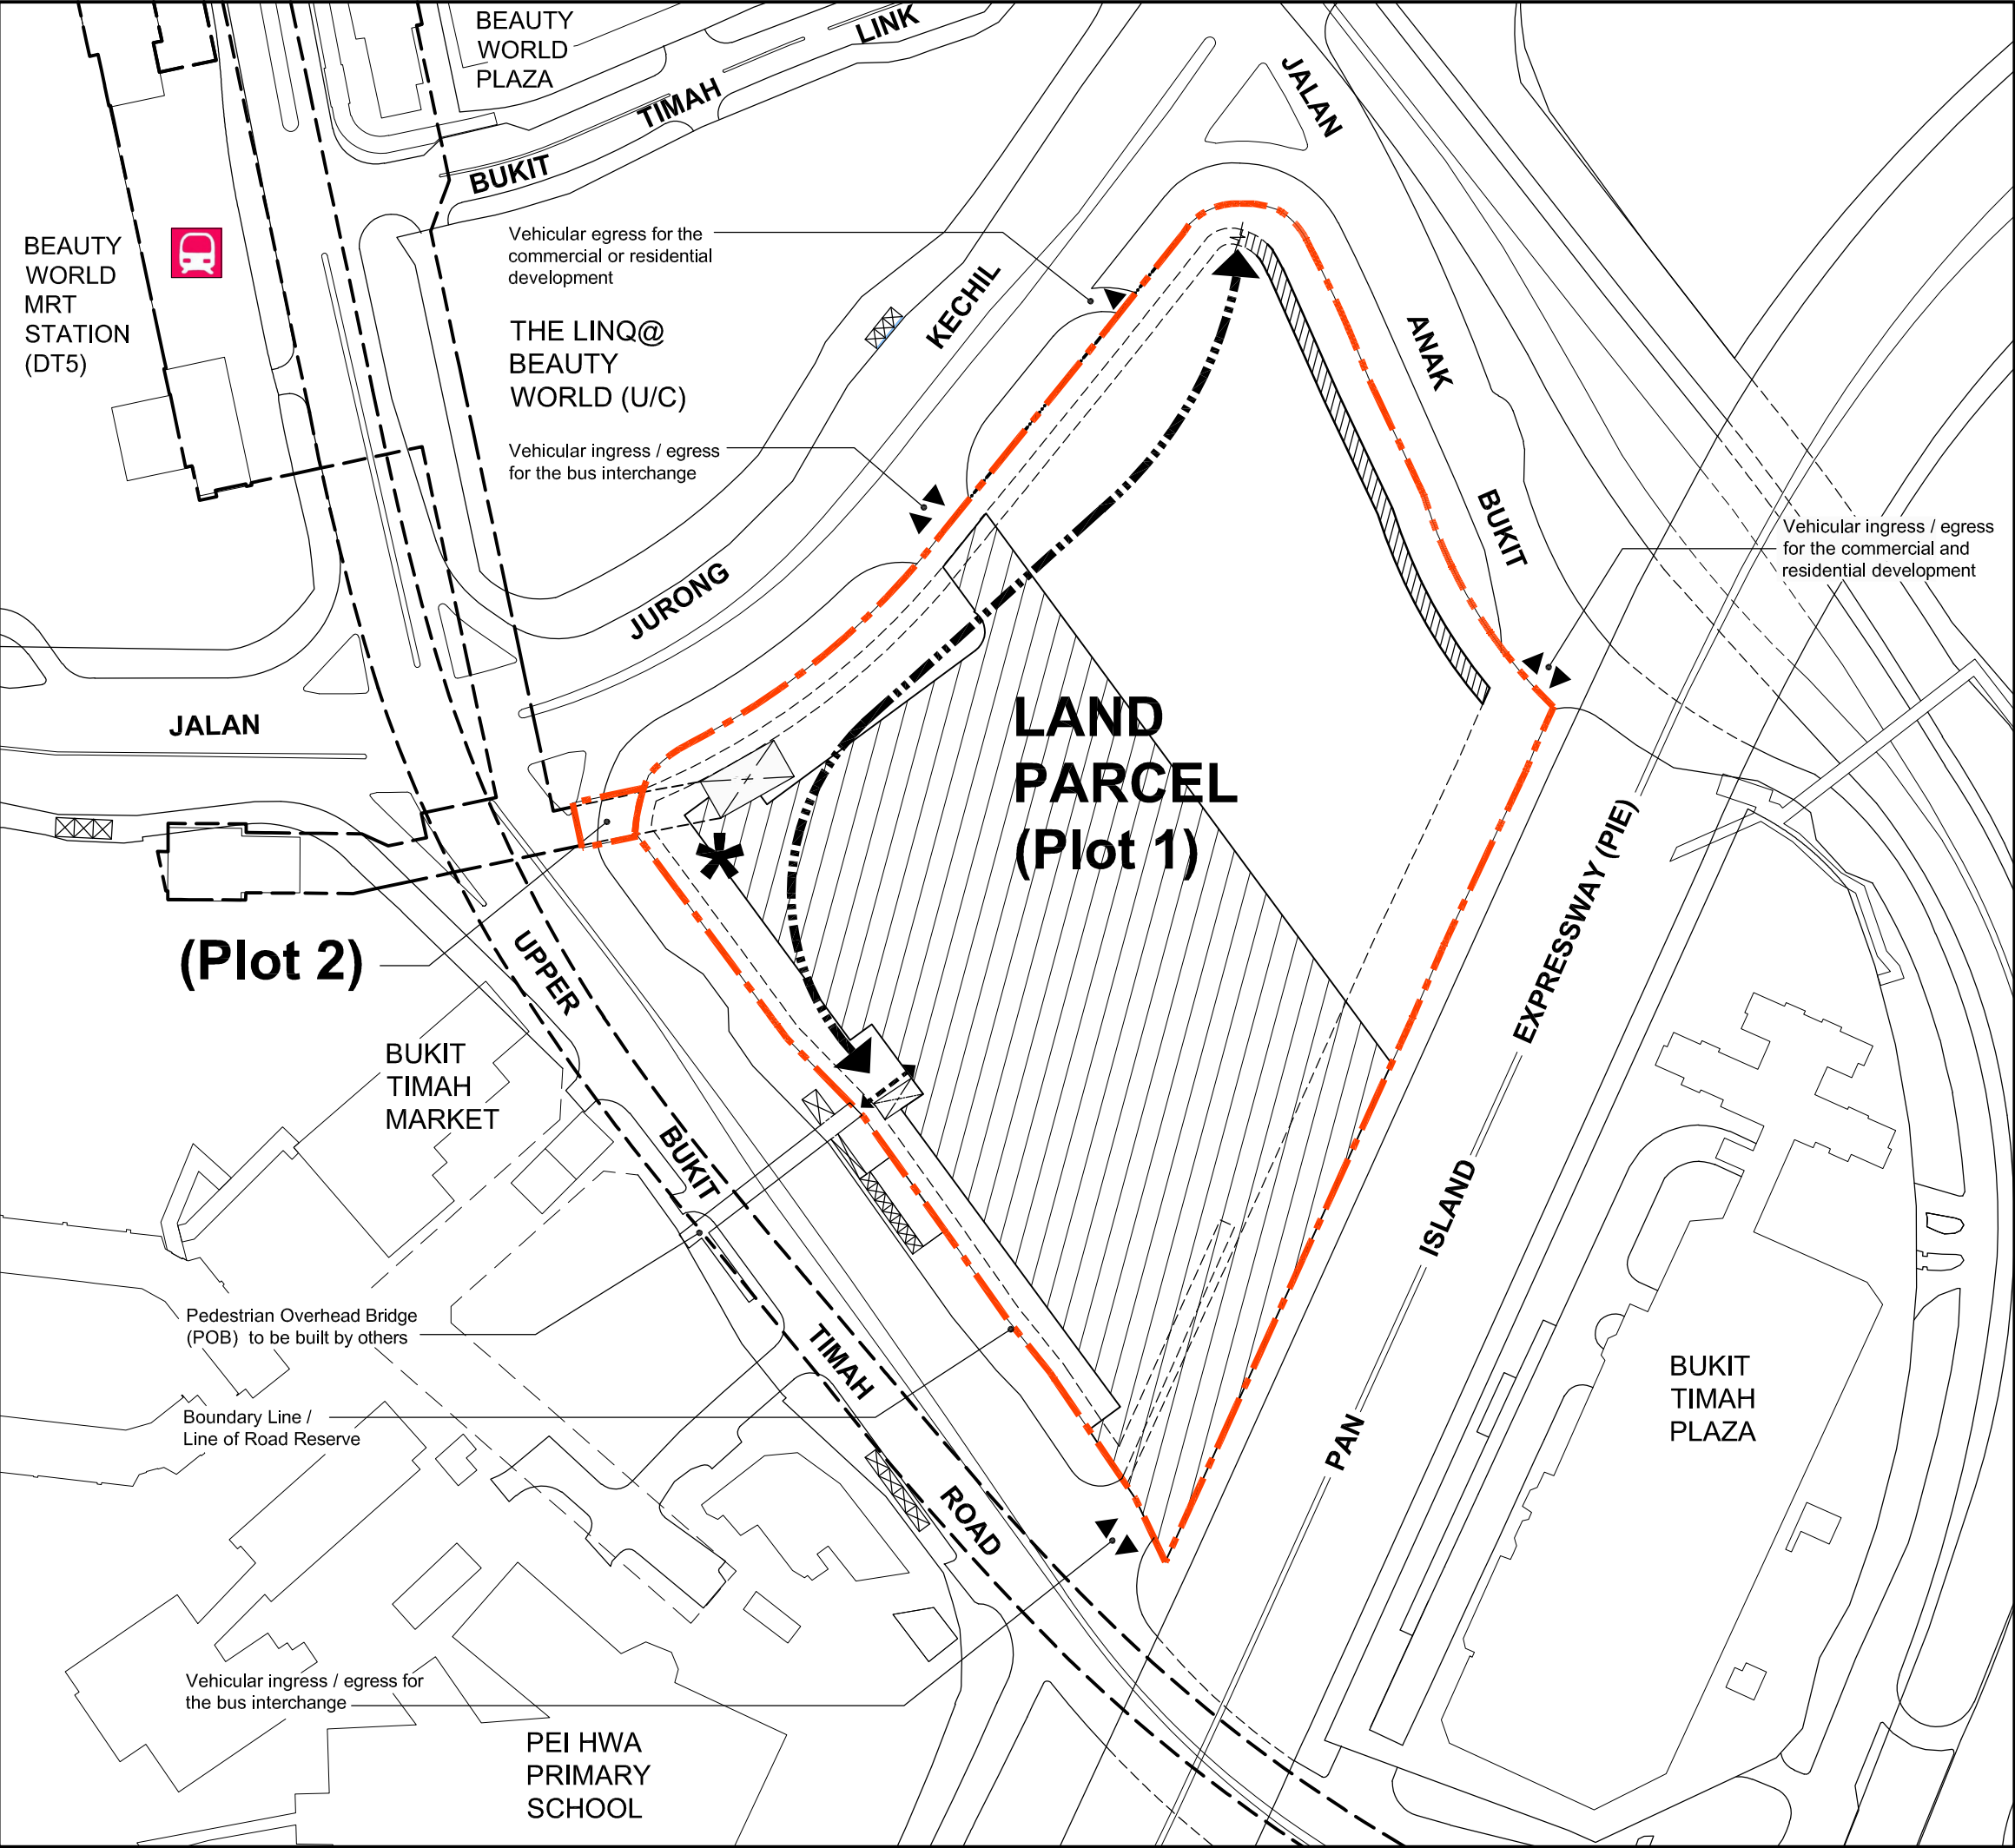 BEAUTY
WORLD
PLAZA
BUKIT
TIMAH
LINK
JALAN
BEAUTY
WORLD
MRT
STATION
(DT5)
Vehicular egress for the
commercial or residential
development
THE LINQ@
BEAUTY
WORLD (U/C)
Vehicular ingress / egress
for the bus interchange
KECHIL
ANAK
BUKIT
Vehicular ingress / egress
for the commercial and
residential development
JURONG
JALAN
LAND
PARCEL
(Plot 1)
*
(Plot 2)
UPPER
BUKIT
TIMAH
ROAD
BUKIT
TIMAH
MARKET
EXPRESSWAY (PIE)
ISLAND
PAN
Pedestrian Overhead Bridge
(POB) to be built by others
Boundary Line /
Line of Road Reserve
BUKIT
TIMAH
PLAZA
Vehicular ingress / egress for
the bus interchange
PEI HWA
PRIMARY
SCHOOL